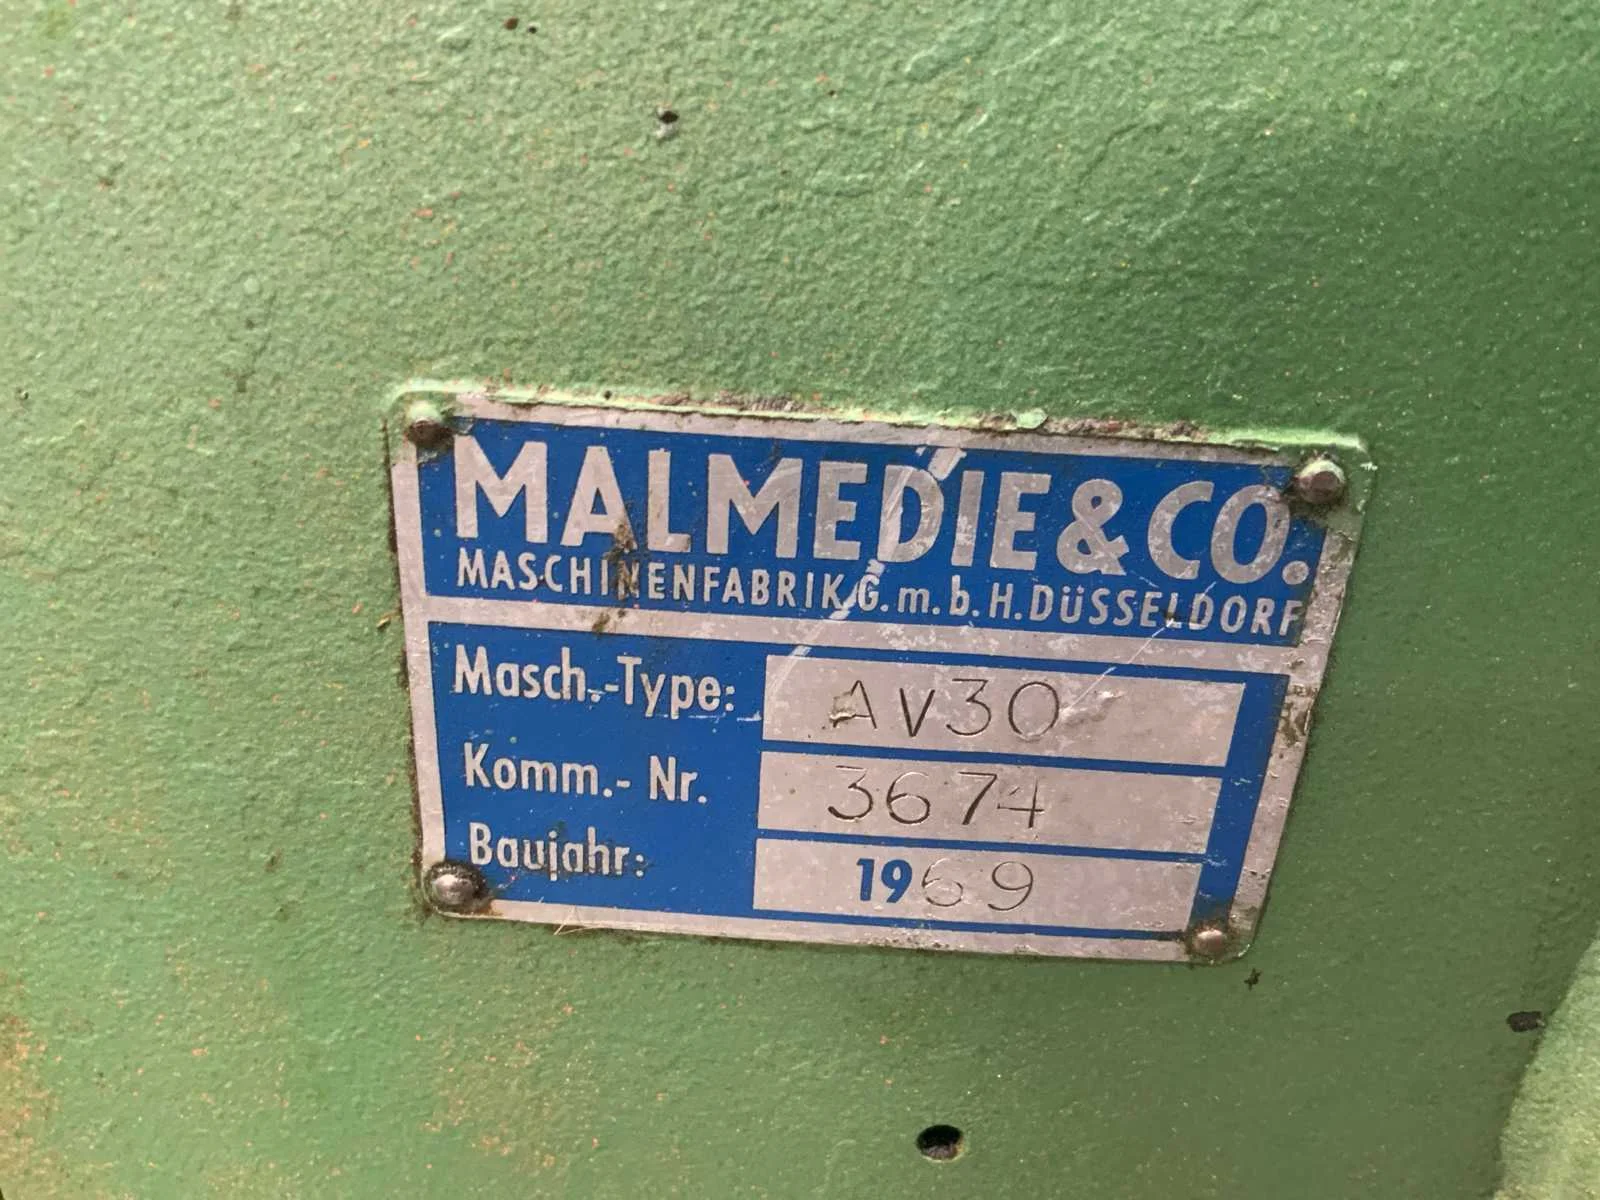 MALMEDIE & CO.
MASCHINENFABRIK G.m.b.H. DÜSSELDORF
Masch.-Type: AV30
Komm.- Nr. 3674
Baujahr: 1969